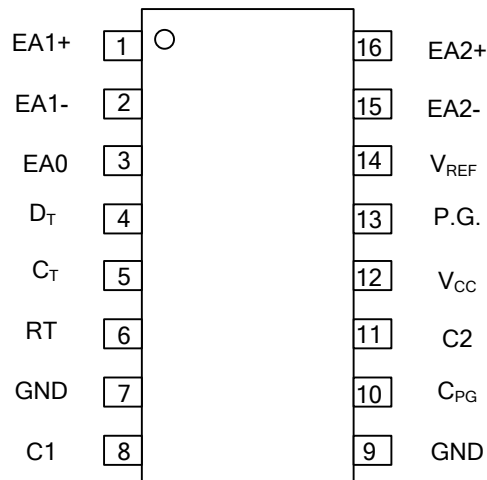 EA1+ 1 16 EA2+
EA1- 2 15 EA2-
EA0 3 14 VREF
DT 4 13 P.G.
CT 5 12 VCC
RT 6 11 C2
GND 7 10 CPG
C1 8 9 GND